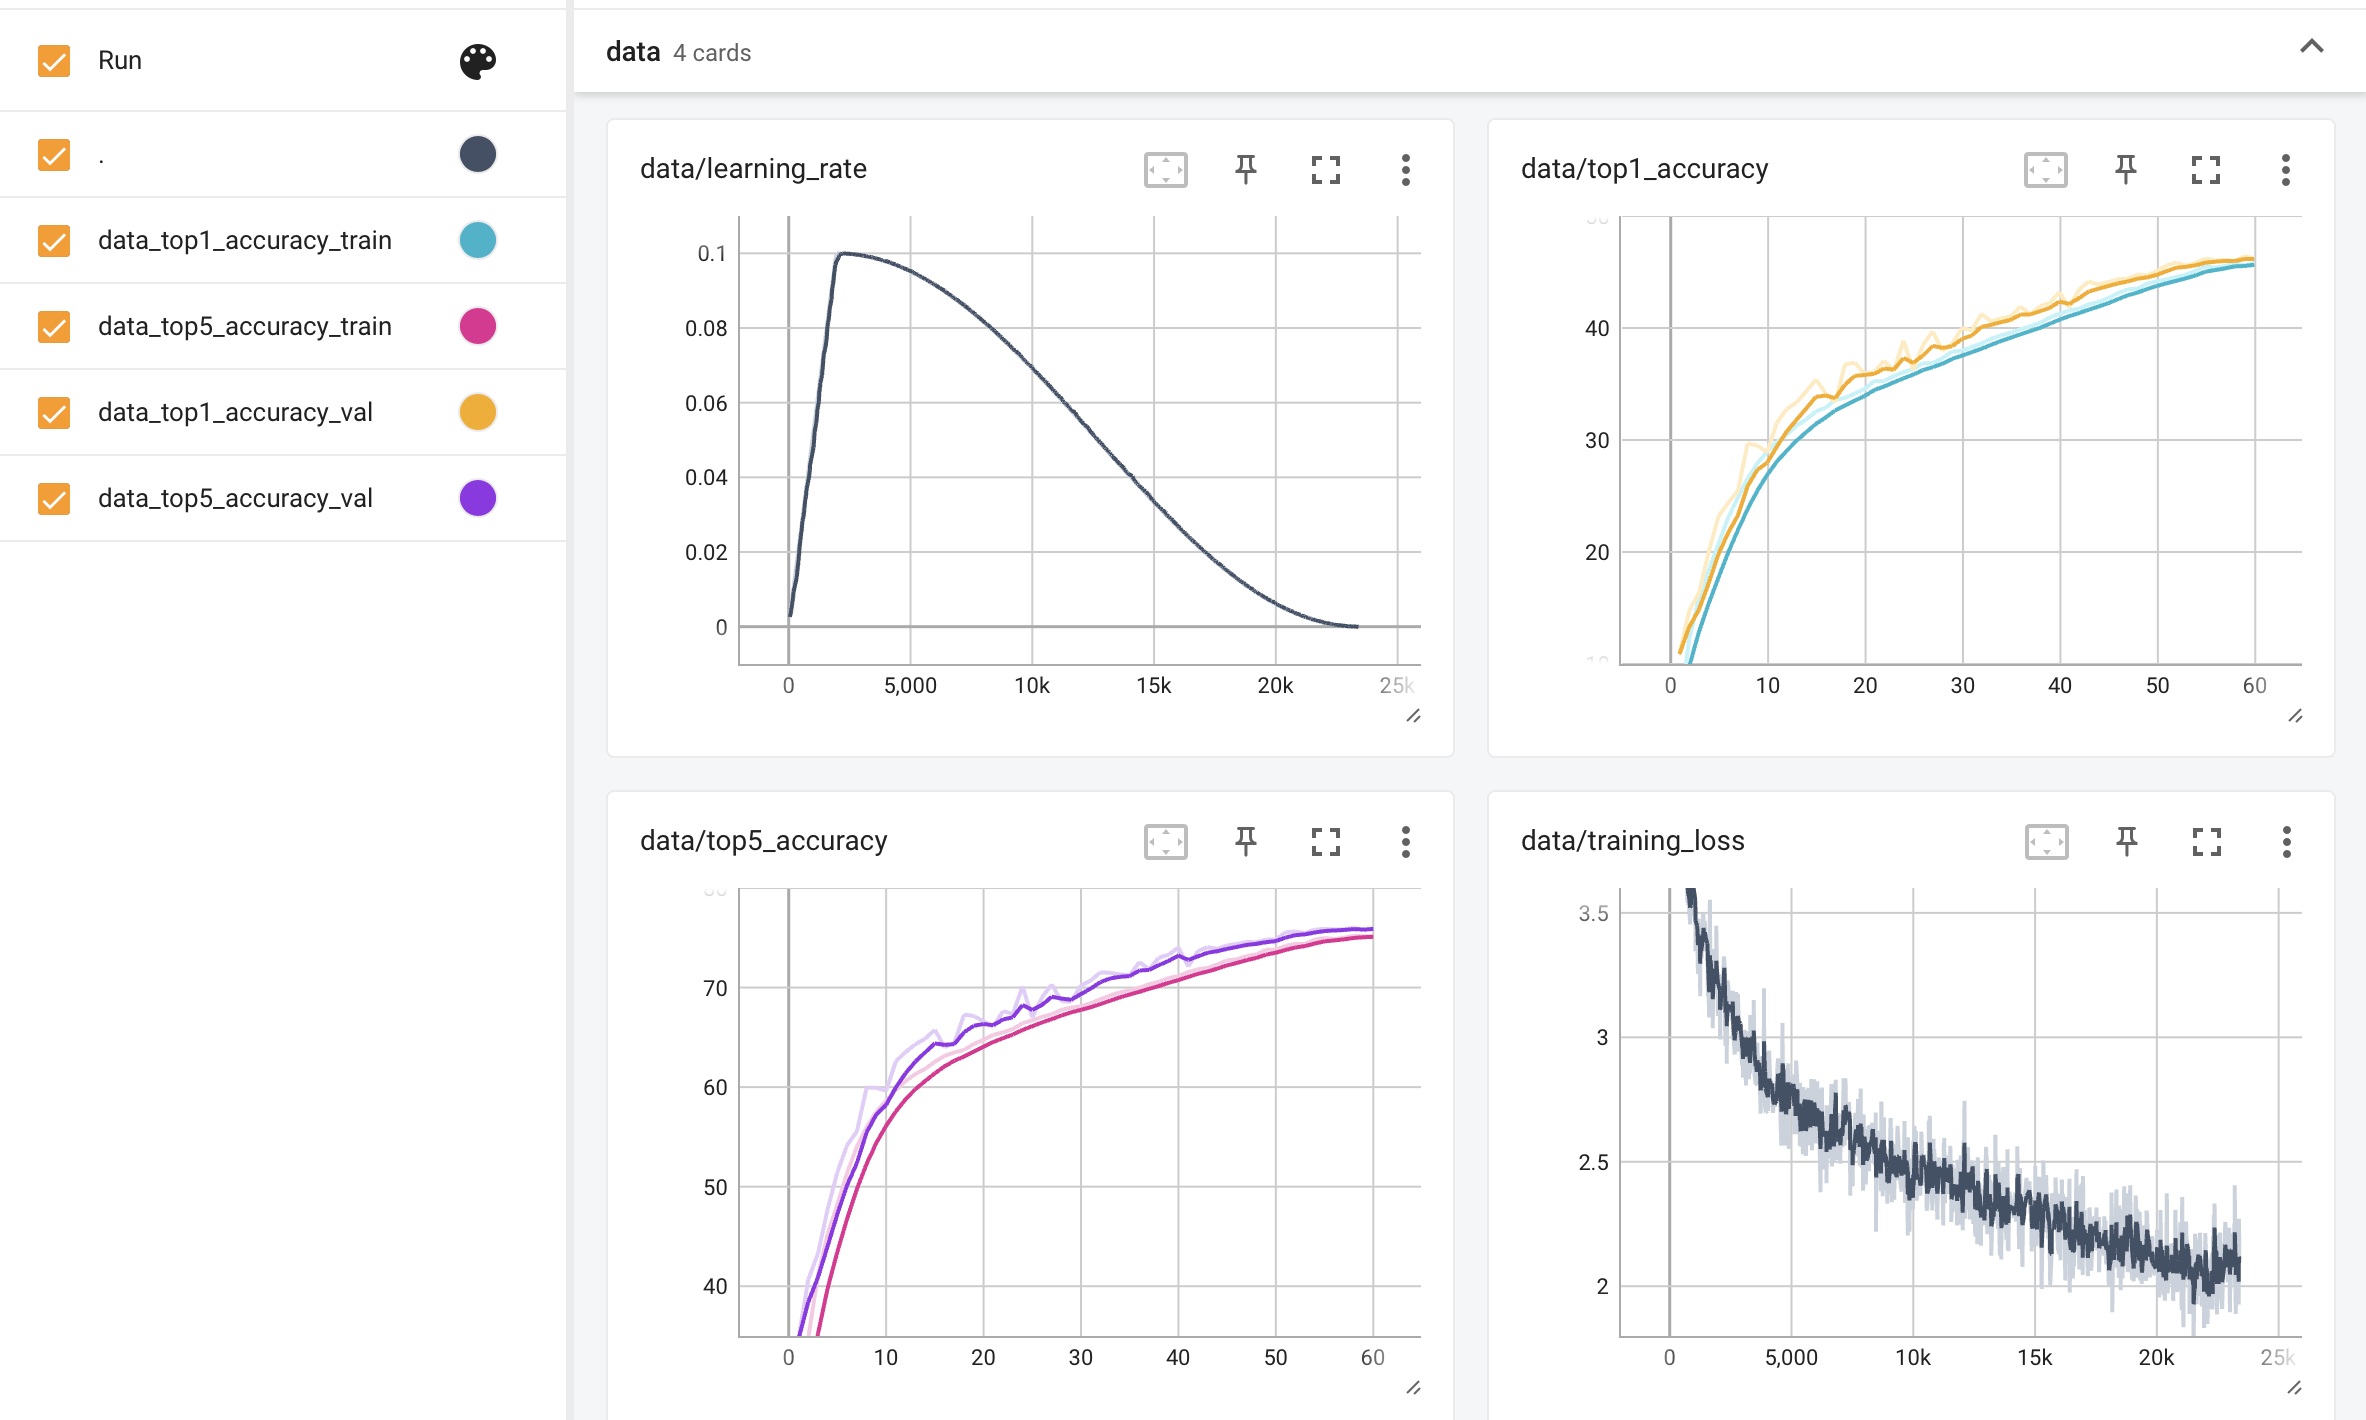 Run
.
data_top1_accuracy_train
data_top5_accuracy_train
data_top1_accuracy_val
data_top5_accuracy_val
data 4 cards
data/learning_rate
0.1
0.08
0.06
0.04
0.02
0
0 5,000 10k 15k 20k 25k
data/top1_accuracy
40
30
20
0 10 20 30 40 50 60
data/top5_accuracy
70
60
50
40
0 10 20 30 40 50 60
data/training_loss
3.5
3
2.5
2
0 5,000 10k 15k 20k 25k